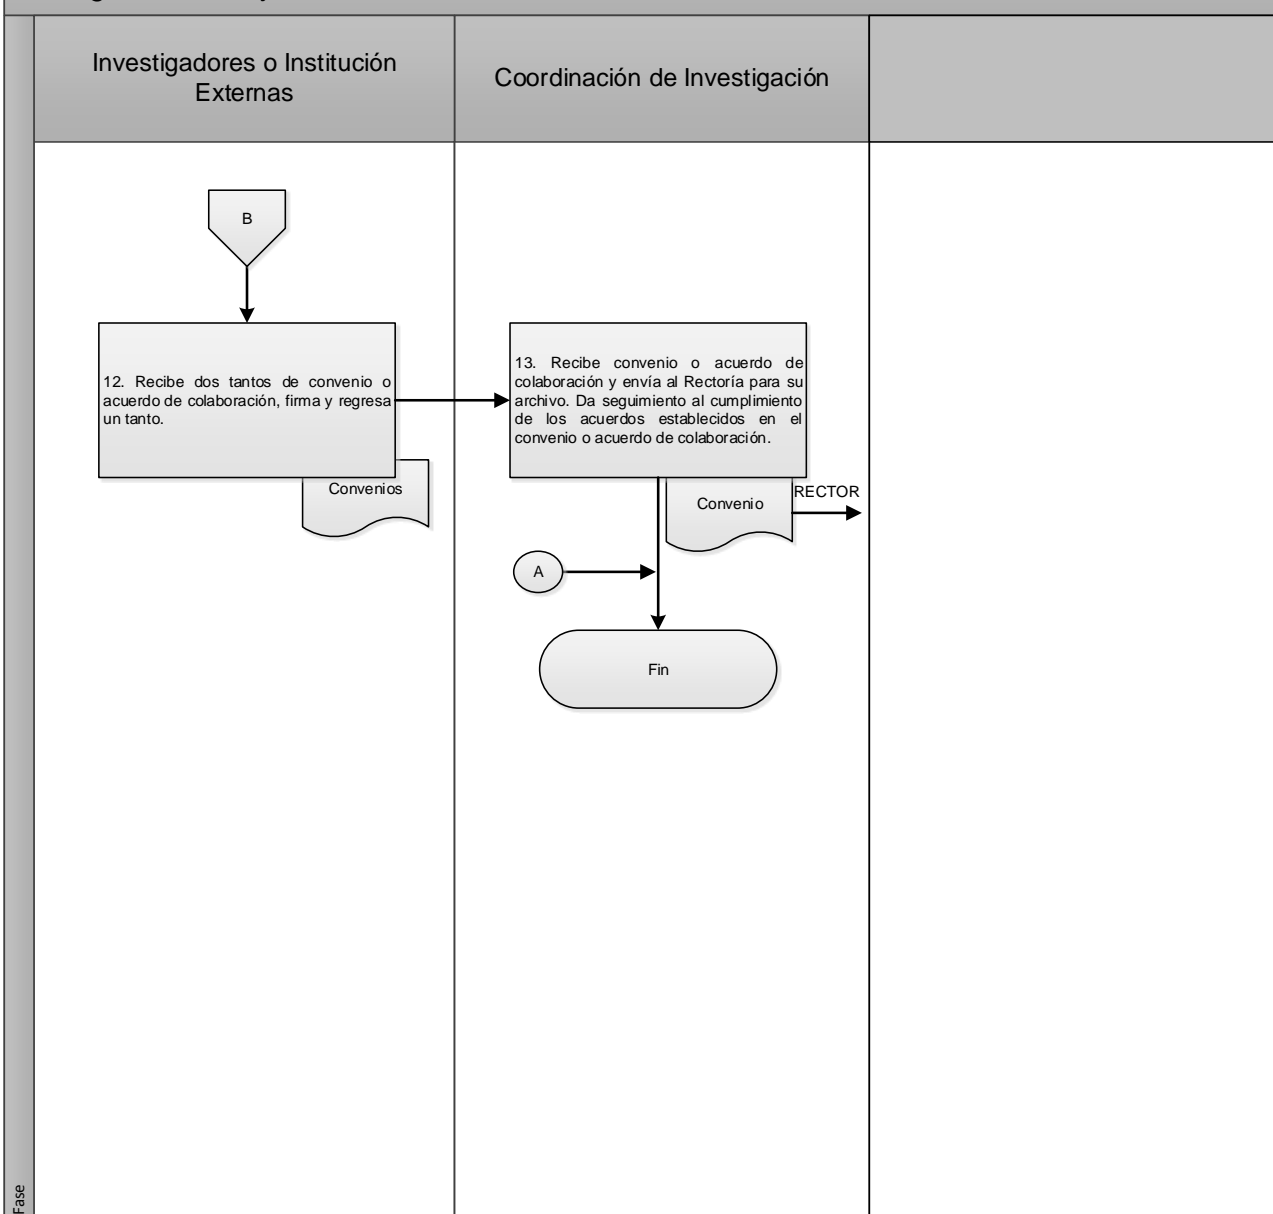 Investigadores o Institución
Externas
Coordinación de Investigación
B
12. Recibe dos tantos de convenio o
acuerdo de colaboración, firma y regresa
un tanto.
Convenios
13. Recibe convenio o acuerdo de
colaboración y envía al Rectoría para su
archivo. Da seguimiento al cumplimiento
de los acuerdos establecidos en el
convenio o acuerdo de colaboración.
Convenio
RECTOR
A
Fin
Fase